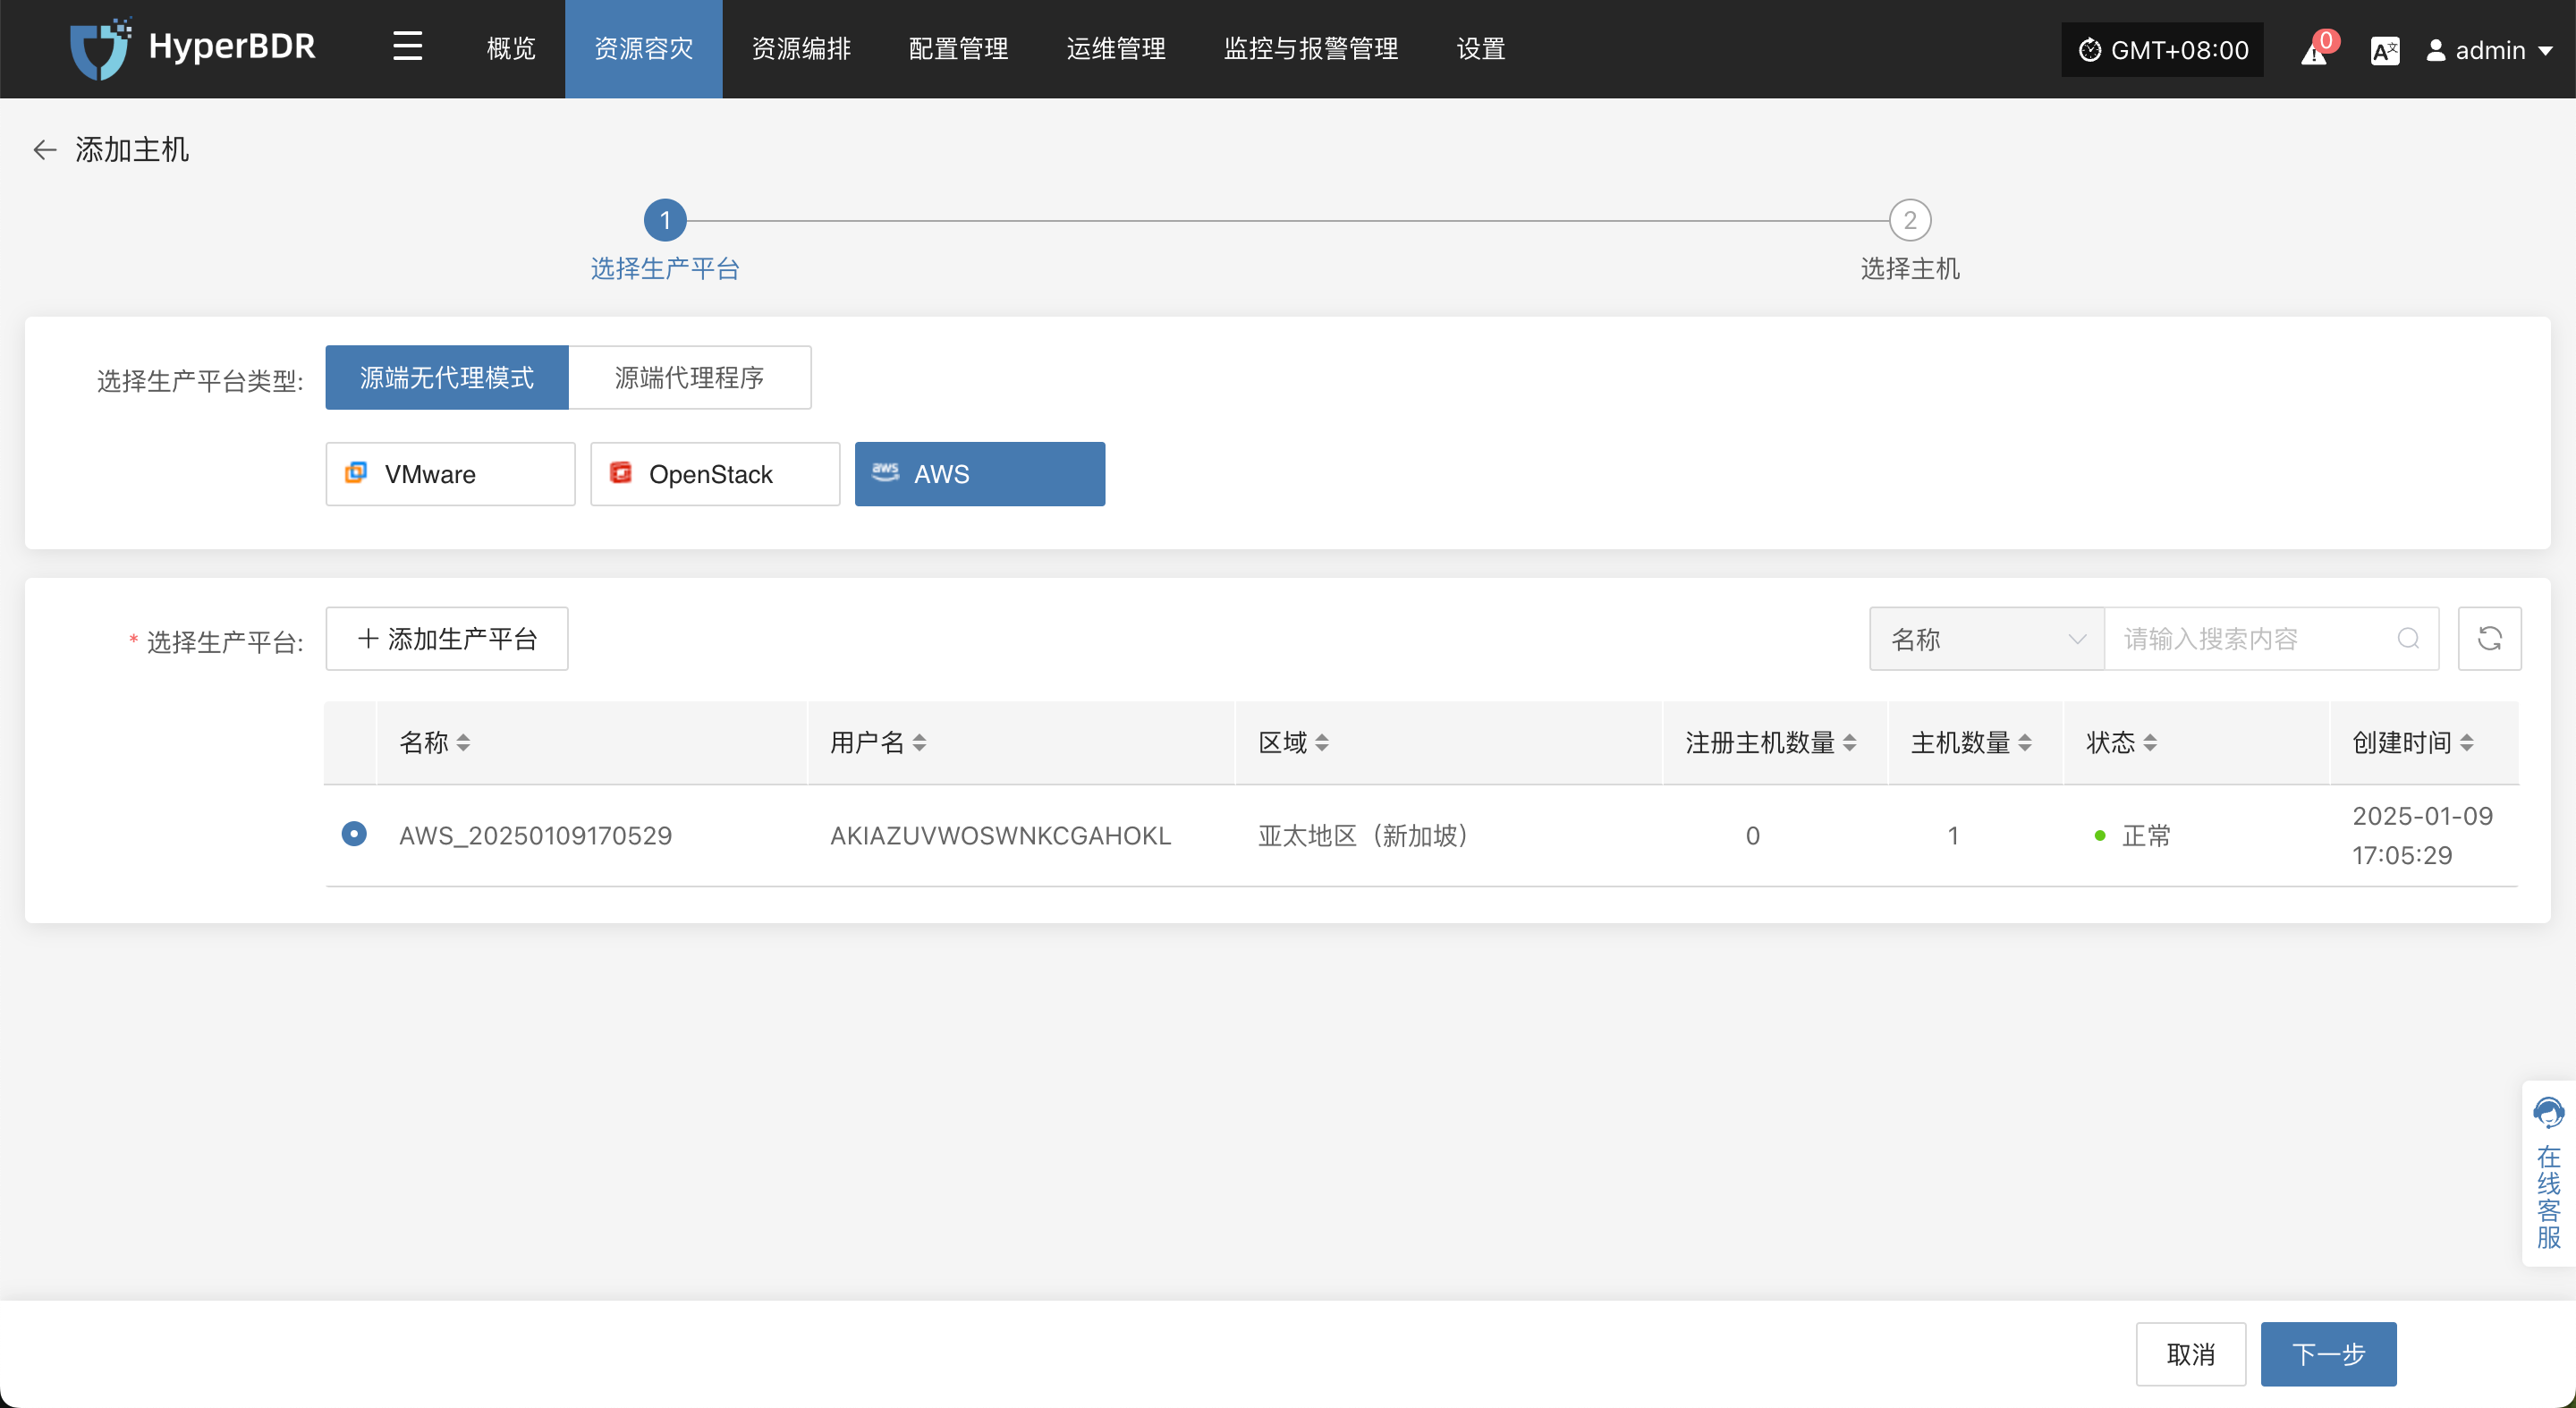 HyperBDR
概览
资源容灾
资源编排
配置管理
运维管理
监控与报警管理
设置
GMT+08:00
0
A文
admin
添加主机
1
2
选择生产平台
选择主机
选择生产平台类型:
源端无代理模式
源端代理程序
VMware
OpenStack
aws AWS
* 选择生产平台:
添加生产平台
名称
请输入搜索内容
名称 用户名 区域 注册主机数量 主机数量 状态 创建时间
AWS_20250109170529 AKIAZUVWOSWNKCGAHOKL 亚太地区（新加坡） 0 1 正常 2025-01-09
17:05:29
在线客服
取消
下一步